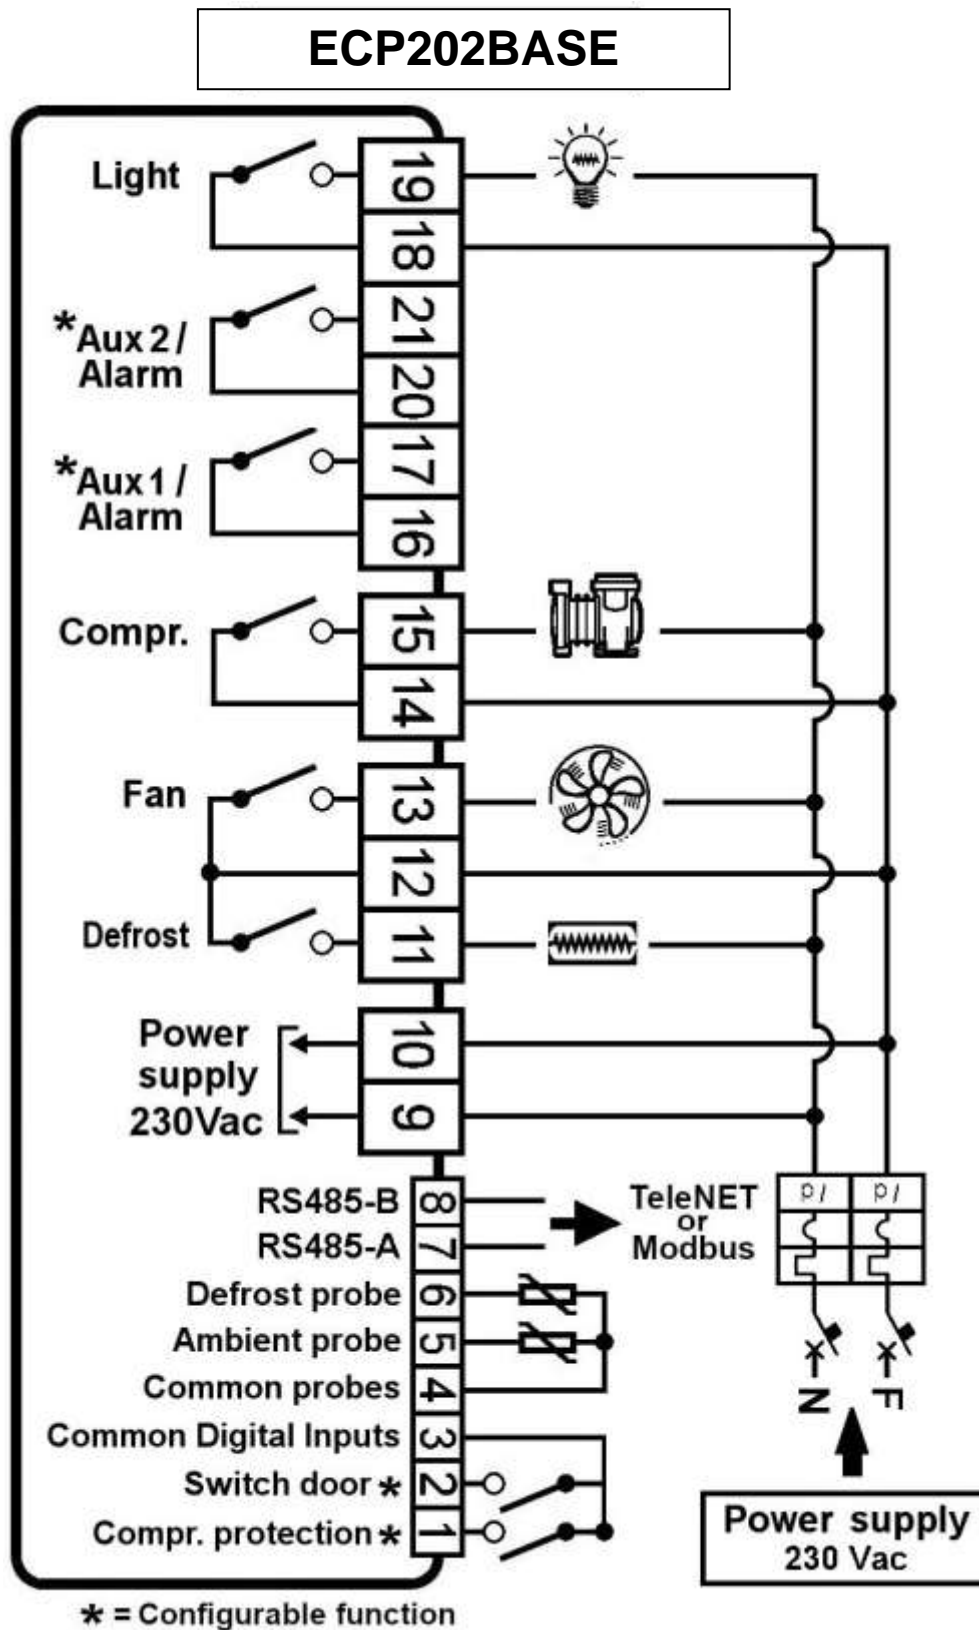 ECP202BASE
Light
19
18
*Aux 2 /
Alarm
21
20
*Aux 1 /
Alarm
17
16
Compr.
15
14
Fan
13
12
Defrost
11
Power
supply
230Vac
10
9
RS485-B 8
RS485-A 7
TeleNET
or
Modbus
Defrost probe 6
Ambient probe 5
Common probes 4
Common Digital Inputs 3
Switch door * 2
Compr. protection * 1
N F
Power supply
230 Vac
* = Configurable function